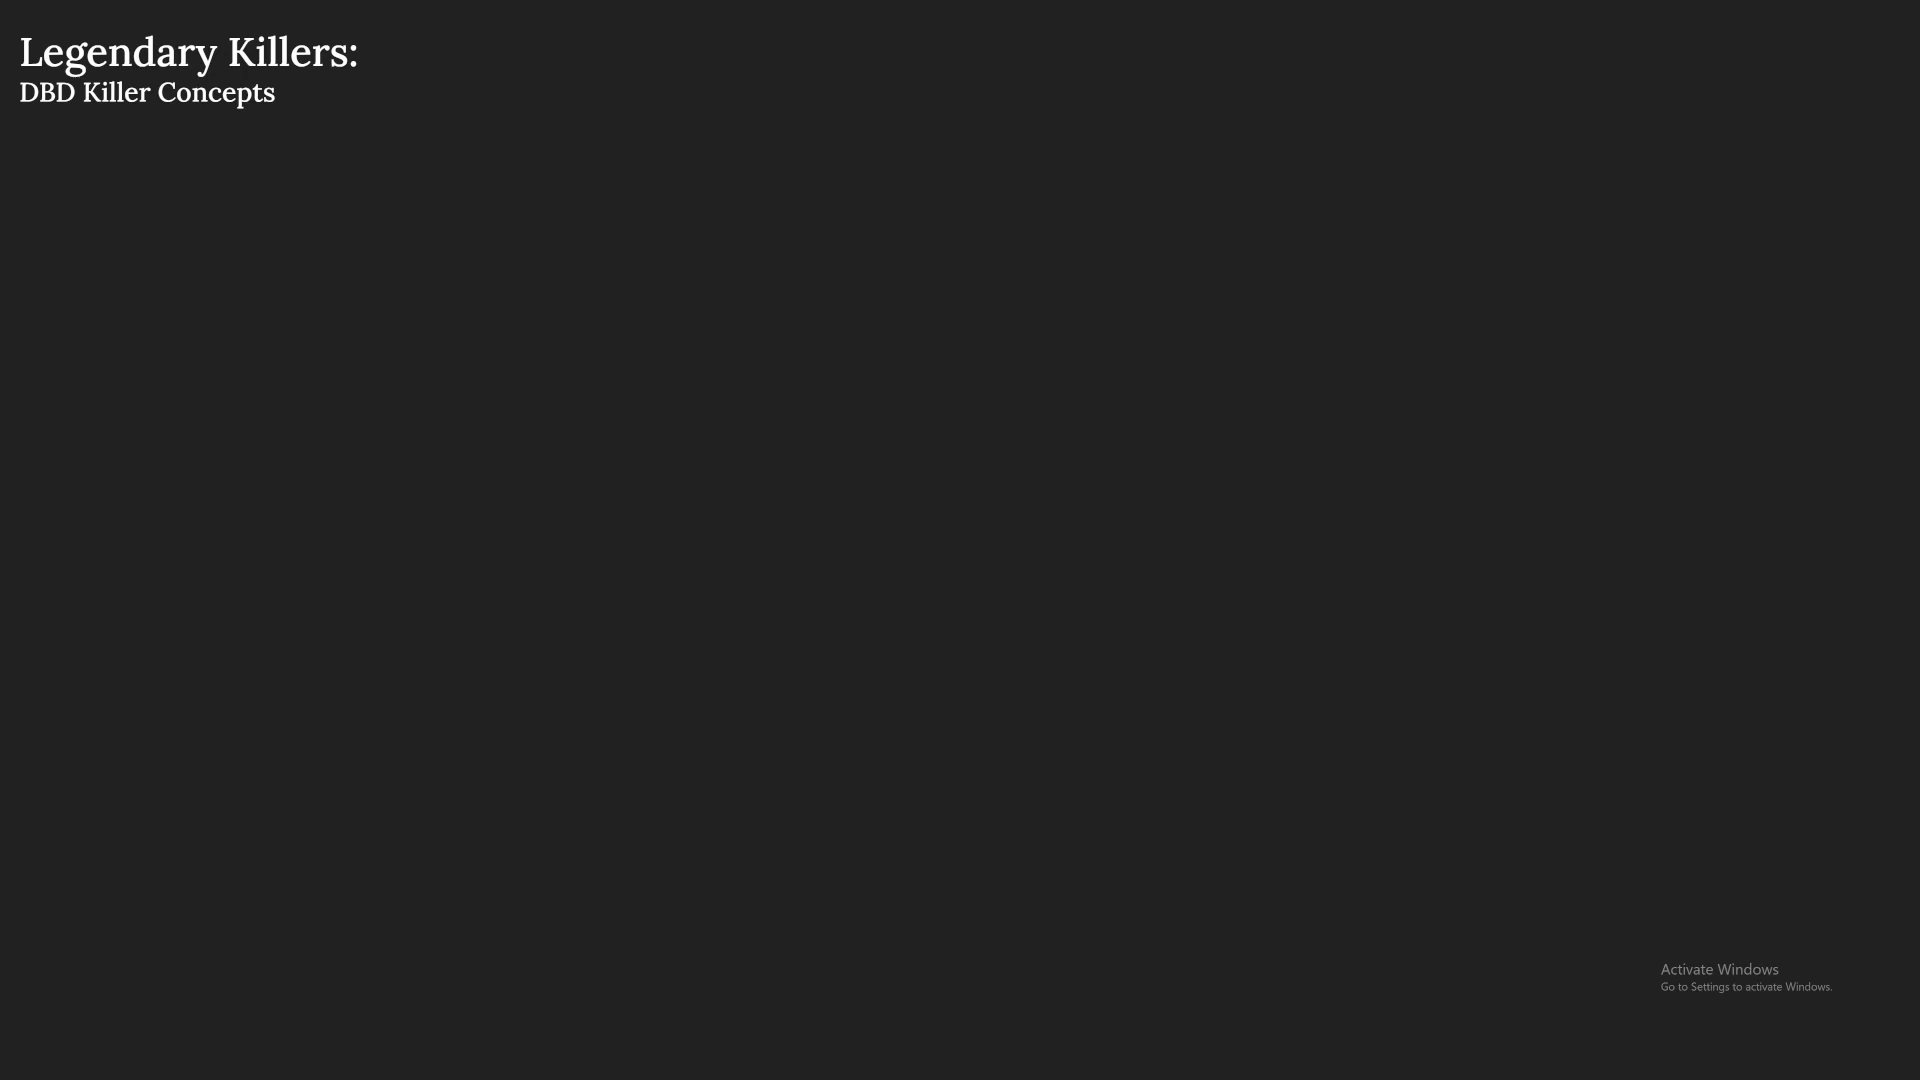 Legendary Killers:
DBD Killer Concepts
Activate Windows
Go to Settings to activate Windows.